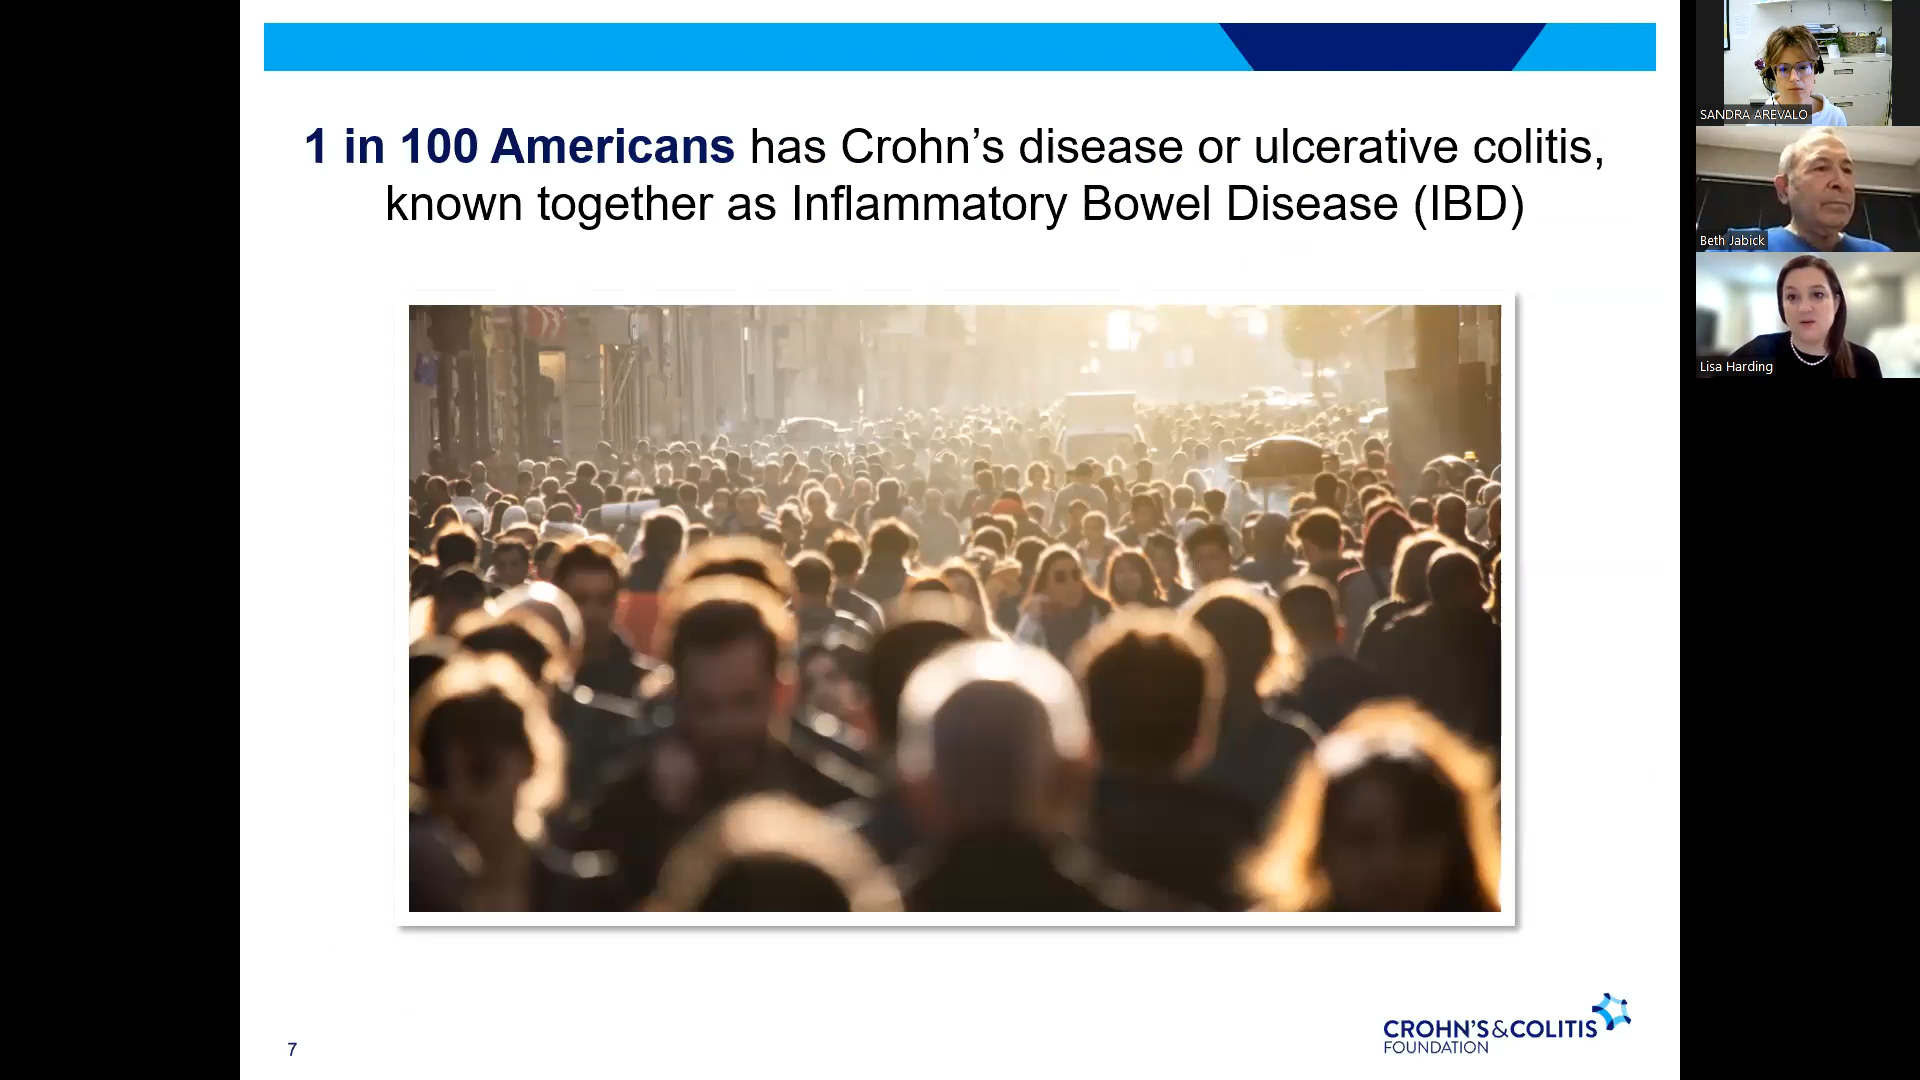 1 in 100 Americans has Crohn’s disease or ulcerative colitis,
known together as Inflammatory Bowel Disease (IBD)
SANDRA AREVALO
Beth Jabick
Lisa Harding
7
CROHN’S&COLITIS
FOUNDATION